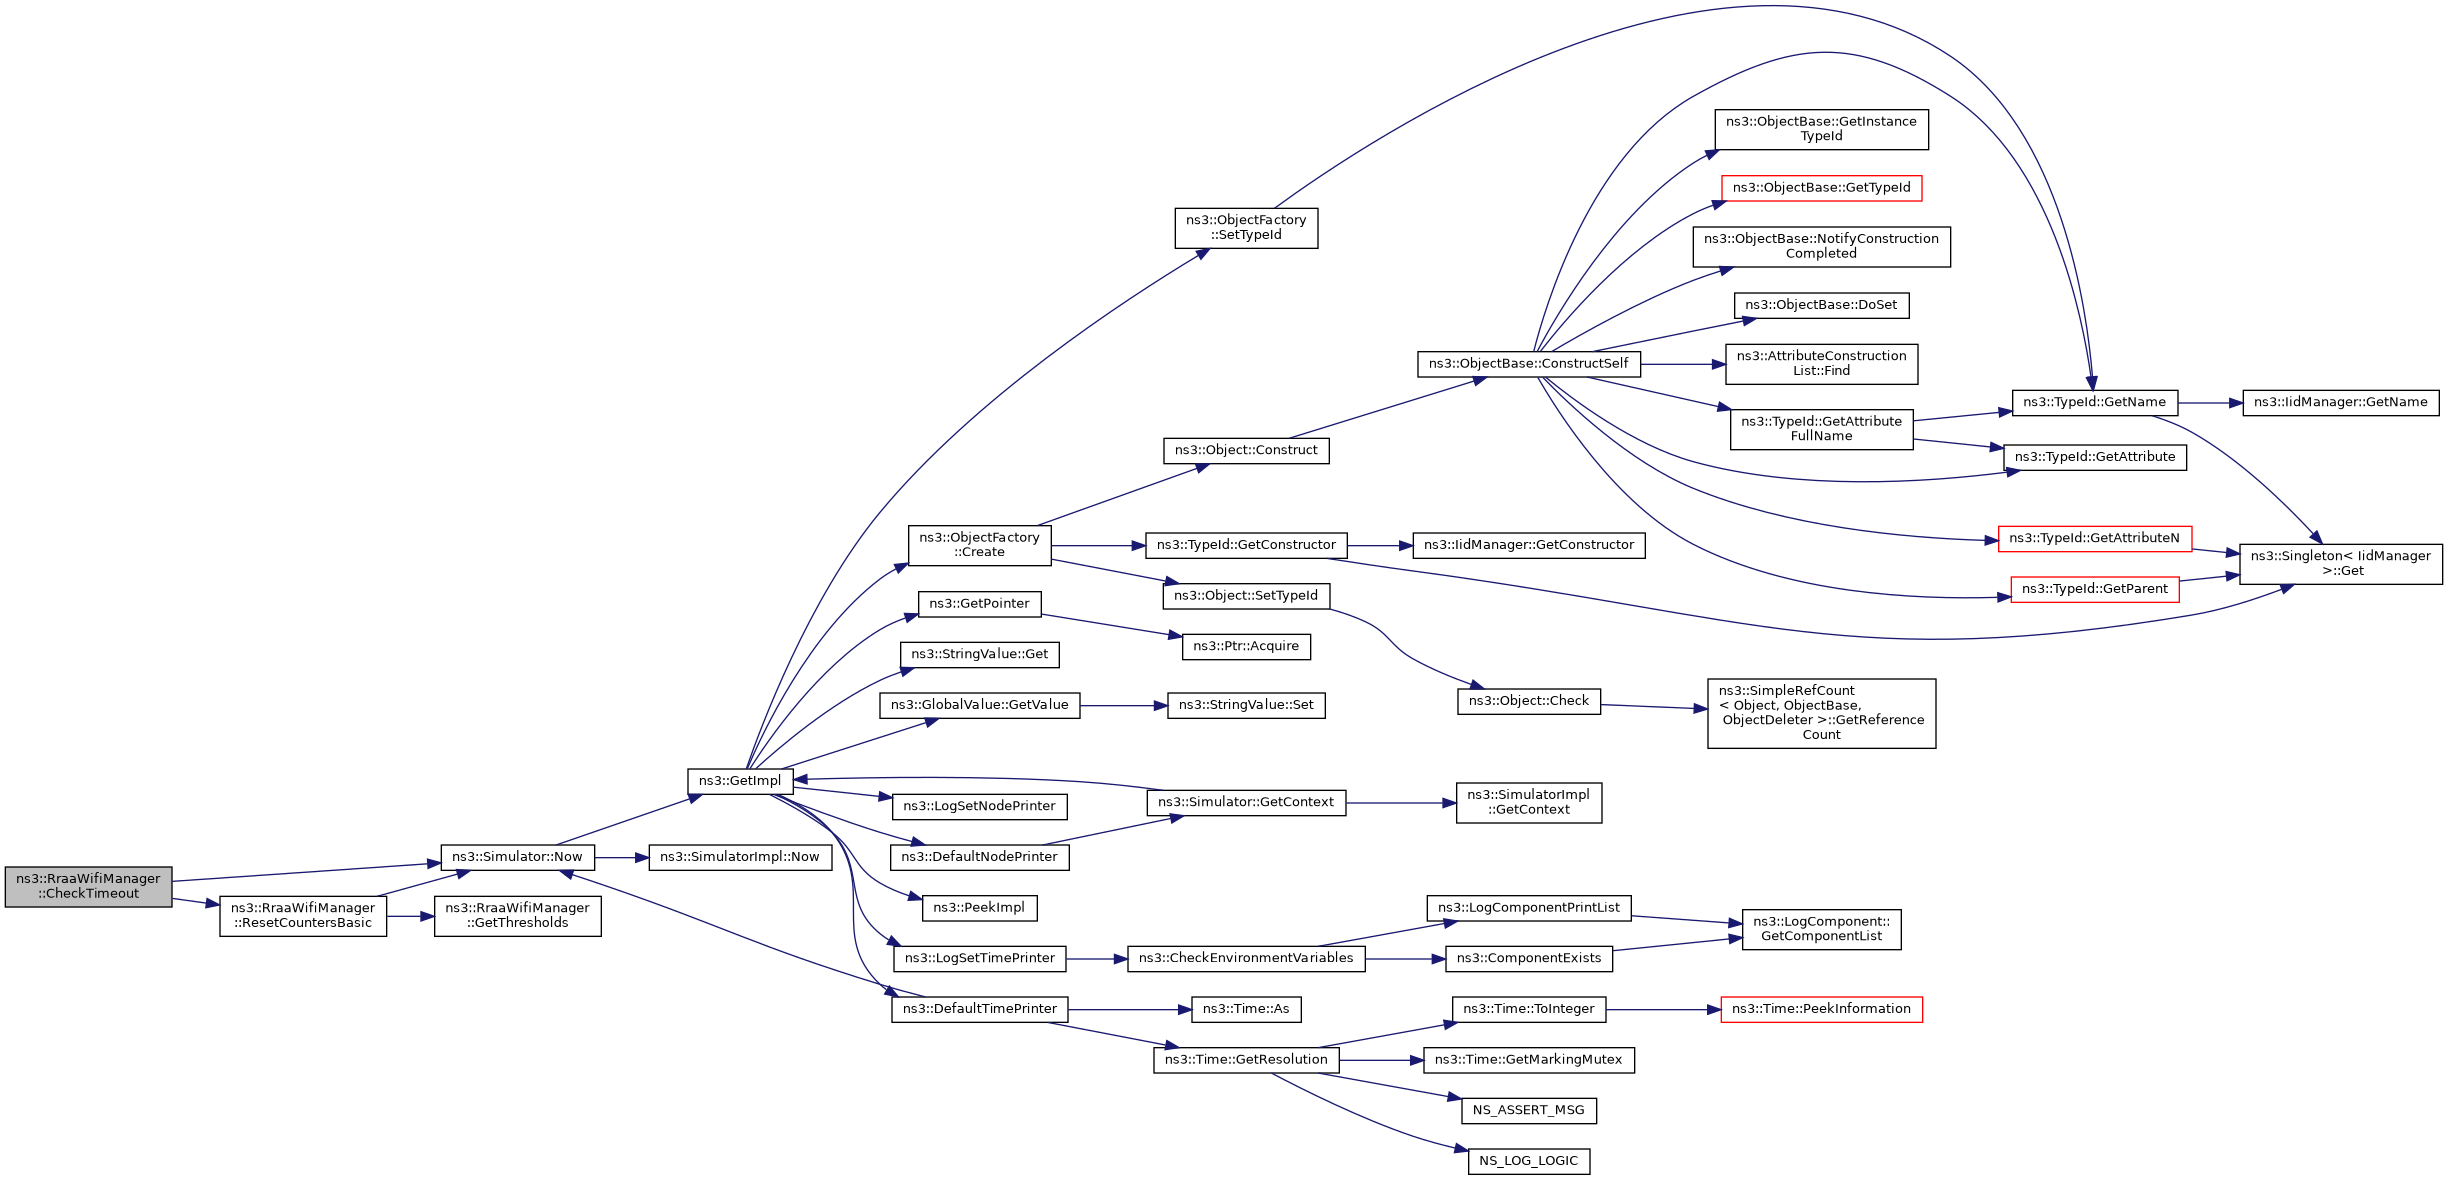 ns3::RraaWifiManager
::CheckTimeout
ns3::Simulator::Now
ns3::RraaWifiManager
::ResetCountersBasic
ns3::RraaWifiManager
::GetThresholds
ns3::SimulatorImpl::Now
ns3::GetImpl
ns3::ObjectFactory
::SetTypeId
ns3::ObjectFactory
::Create
ns3::GetPointer
ns3::StringValue::Get
ns3::GlobalValue::GetValue
ns3::LogSetNodePrinter
ns3::DefaultNodePrinter
ns3::PeekImpl
ns3::LogSetTimePrinter
ns3::DefaultTimePrinter
ns3::Object::Construct
ns3::TypeId::GetConstructor
ns3::Object::SetTypeId
ns3::Ptr::Acquire
ns3::StringValue::Set
ns3::Simulator::GetContext
ns3::CheckEnvironmentVariables
ns3::Time::As
ns3::Time::GetResolution
ns3::ObjectBase::ConstructSelf
ns3::IidManager::GetConstructor
ns3::Object::Check
ns3::SimulatorImpl
::GetContext
ns3::LogComponentPrintList
ns3::ComponentExists
ns3::Time::ToInteger
ns3::Time::GetMarkingMutex
NS_ASSERT_MSG
NS_LOG_LOGIC
ns3::ObjectBase::GetInstance
TypeId
ns3::ObjectBase::GetTypeId
ns3::ObjectBase::NotifyConstruction
Completed
ns3::ObjectBase::DoSet
ns3::AttributeConstruction
List::Find
ns3::TypeId::GetAttribute
FullName
ns3::SimpleRefCount
< Object, ObjectBase,
ObjectDeleter >::GetReference
Count
ns3::LogComponent::
GetComponentList
ns3::Time::PeekInformation
ns3::TypeId::GetName
ns3::TypeId::GetAttribute
ns3::TypeId::GetAttributeN
ns3::TypeId::GetParent
ns3::IidManager::GetName
ns3::Singleton< IidManager
>::Get